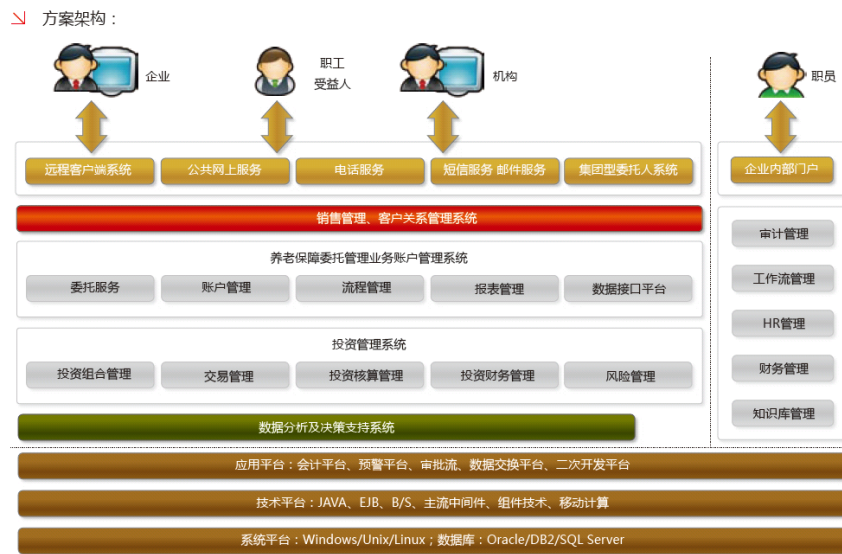 方案架构：
企业
职工
受益人
机构
职员
远程客户端系统
公共网上服务
电话服务
短信服务 邮件服务
集团型委托人系统
企业内部门户
销售管理、客户关系管理系统
养老保障委托管理业务账户管理系统
委托服务
账户管理
流程管理
报表管理
数据接口平台
投资管理系统
投资组合管理
交易管理
投资核算管理
投资财务管理
风险管理
数据分析及决策支持系统
审计管理
工作流管理
HR管理
财务管理
知识库管理
应用平台：会计平台、预警平台、审批流、数据交换平台、二次开发平台
技术平台：JAVA、EJB、B/S、主流中间件、组件技术、移动计算
系统平台：Windows/Unix/Linux；数据库：Oracle/DB2/SQL Server